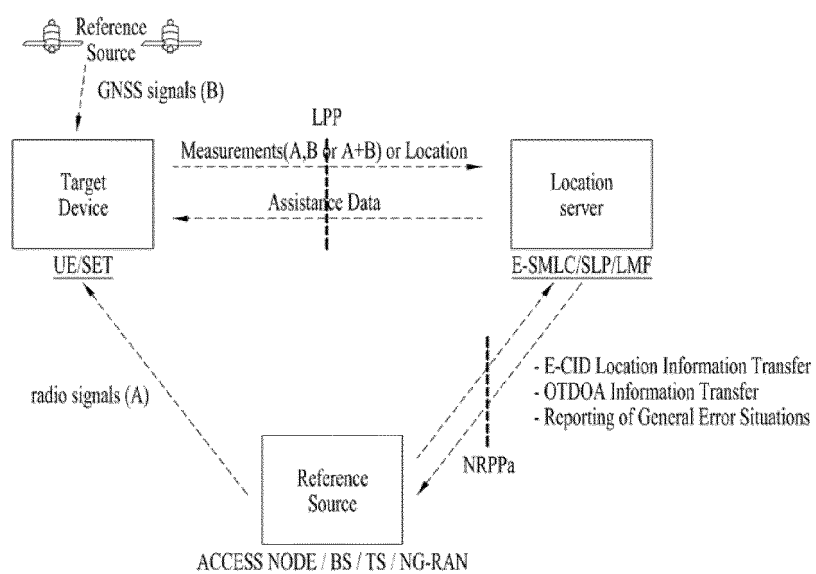 Reference
Source
GNSS signals (B)
LPP
Measurements(A,B or A+B) or Location
Target
Device
Location
server
Assistance Data
UE/SET
E-SMLC/SLP/LMF
- E-CID Location Information Transfer
- OTDOA Information Transfer
- Reporting of General Error Situations
radio signals (A)
NRPPa
Reference
Source
ACCESS NODE / BS / TS / NG-RAN